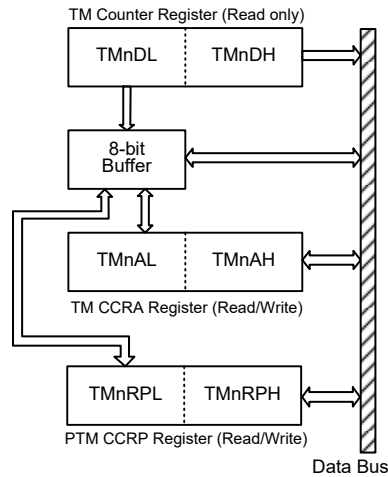 TM Counter Register (Read only)
TMnDL TMnDH
8-bit
Buffer
TMnAL TMnAH
TM CCRA Register (Read/Write)
TMnRPL TMnRPH
PTM CCRP Register (Read/Write)
Data Bus